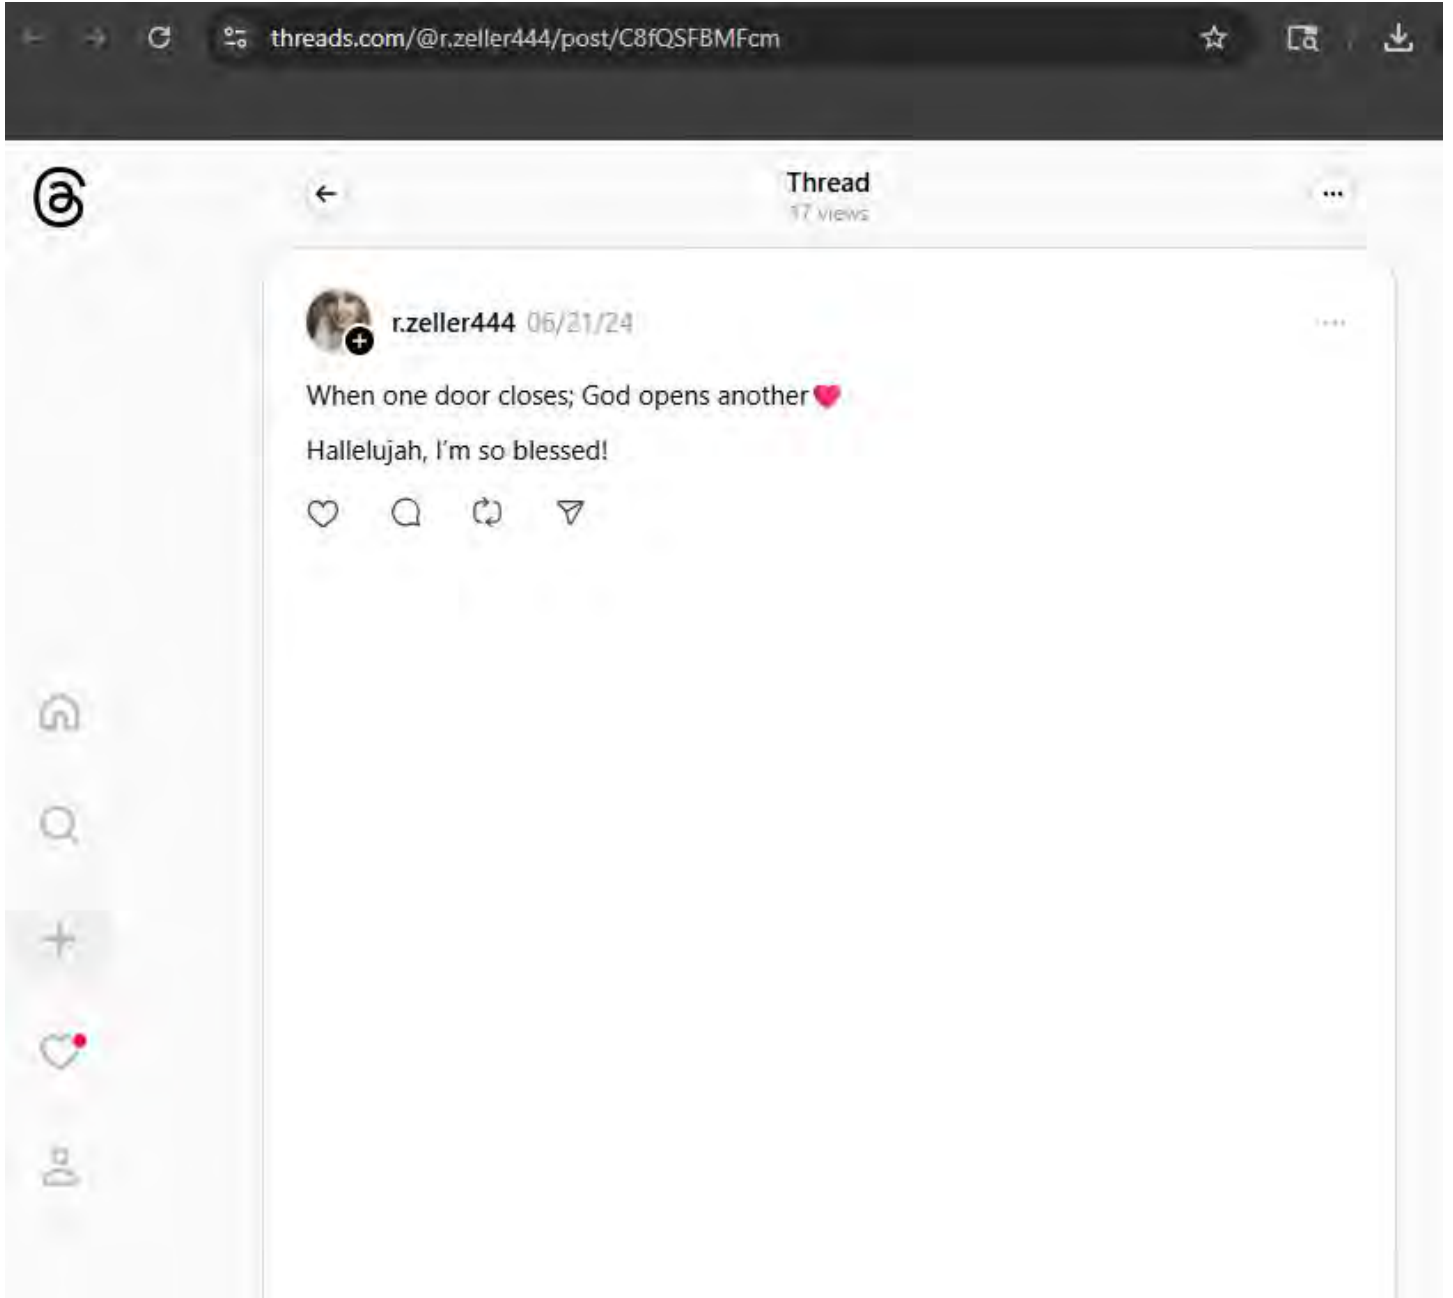 threads.com/@r.zeller444/post/C8fQSFBMFcm
Thread
17 views
r.zeller444 06/21/24
When one door closes; God opens another❤️
Hallelujah, I'm so blessed!